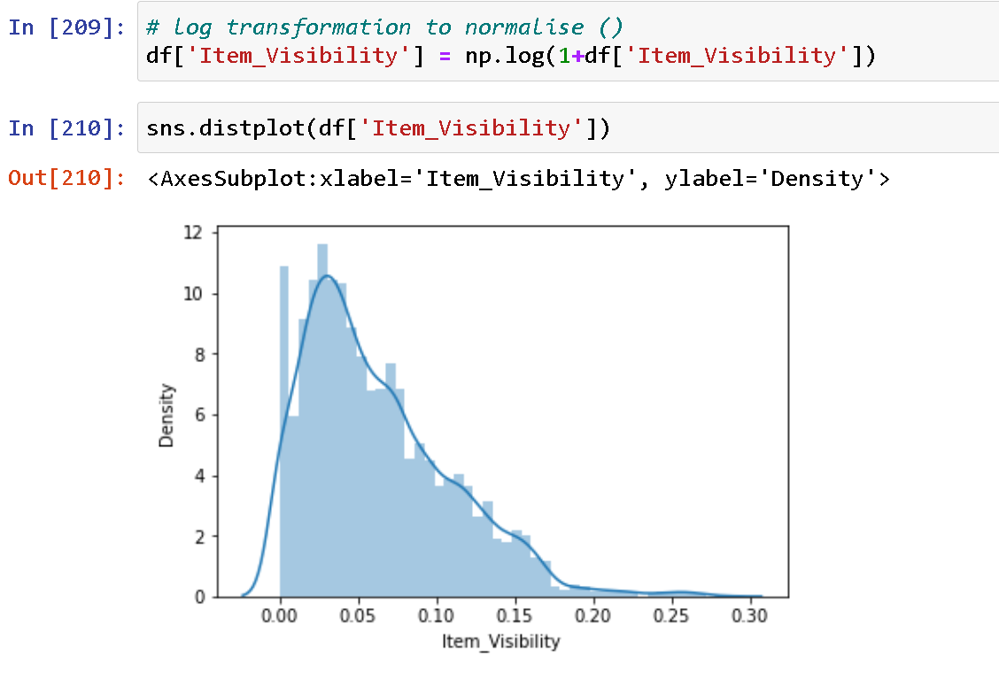 In [209]: # log transformation to normalise ()
df['Item_Visibility'] = np.log(1+df['Item_Visibility'])
In [210]: sns.distplot(df['Item_Visibility'])
Out[210]: <AxesSubplot:xlabel='Item_Visibility', ylabel='Density'>
12
10
8
6
4
2
0
Density
0.00 0.05 0.10 0.15 0.20 0.25 0.30
Item_Visibility